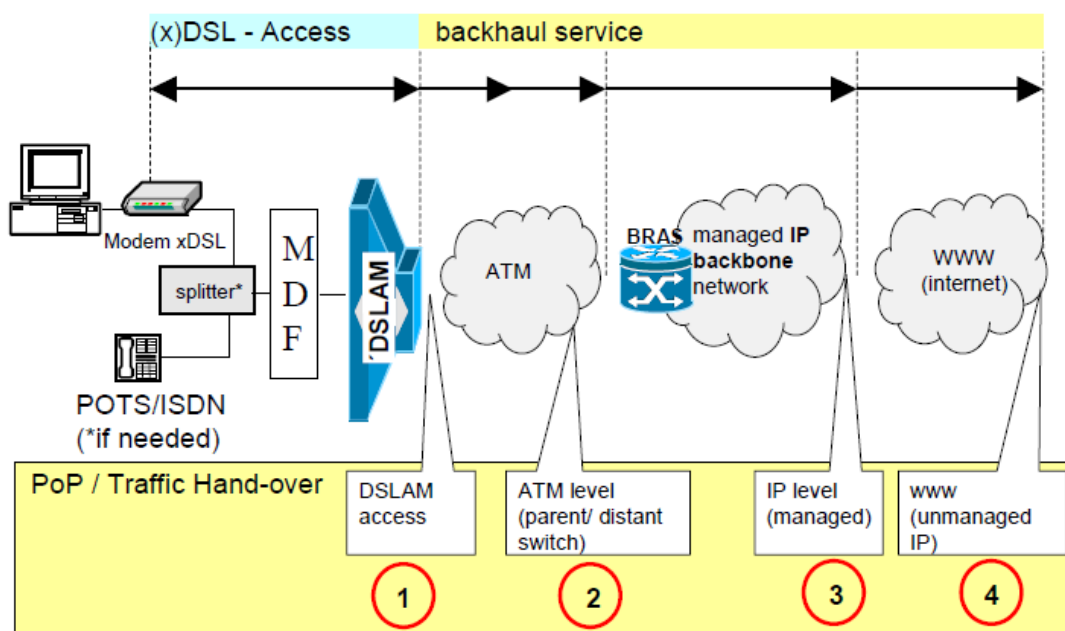 (x)DSL - Access
backhaul service
Modem xDSL
splitter*
POTS/ISDN
(*if needed)
M
D
F
´DSLAM
ATM
BRAS
managed IP
backbone
network
WWW
(internet)
PoP / Traffic Hand-over
DSLAM
access
ATM level
(parent/ distant
switch)
IP level
(managed)
www
(unmanaged
IP)
1
2
3
4